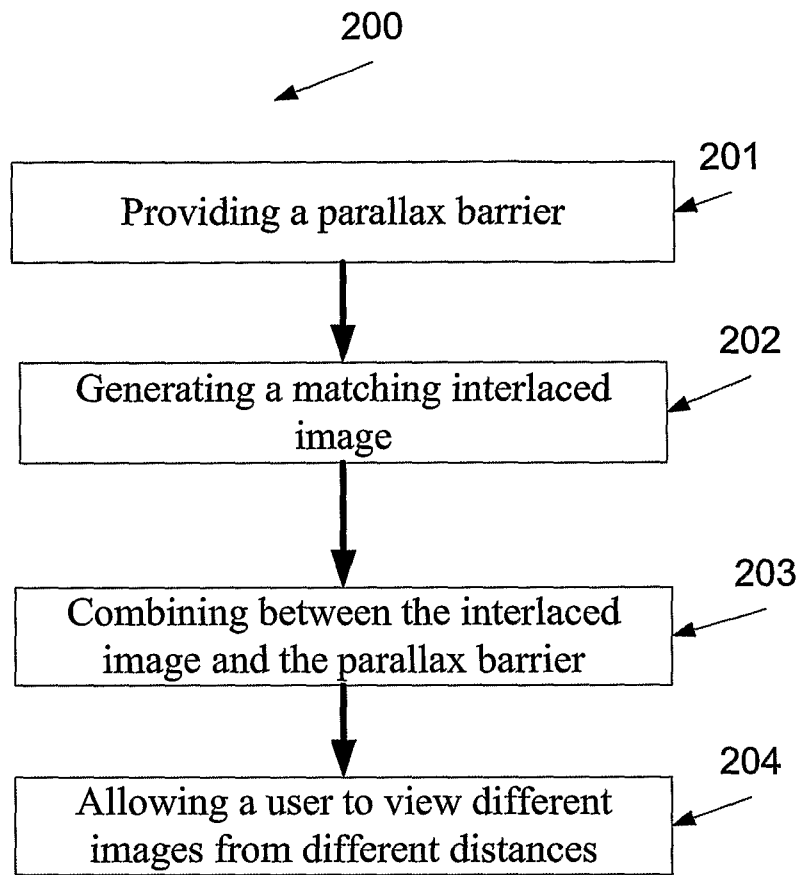 200
201
Providing a parallax barrier
202
Generating a matching interlaced
image
203
Combining between the interlaced
image and the parallax barrier
204
Allowing a user to view different
images from different distances